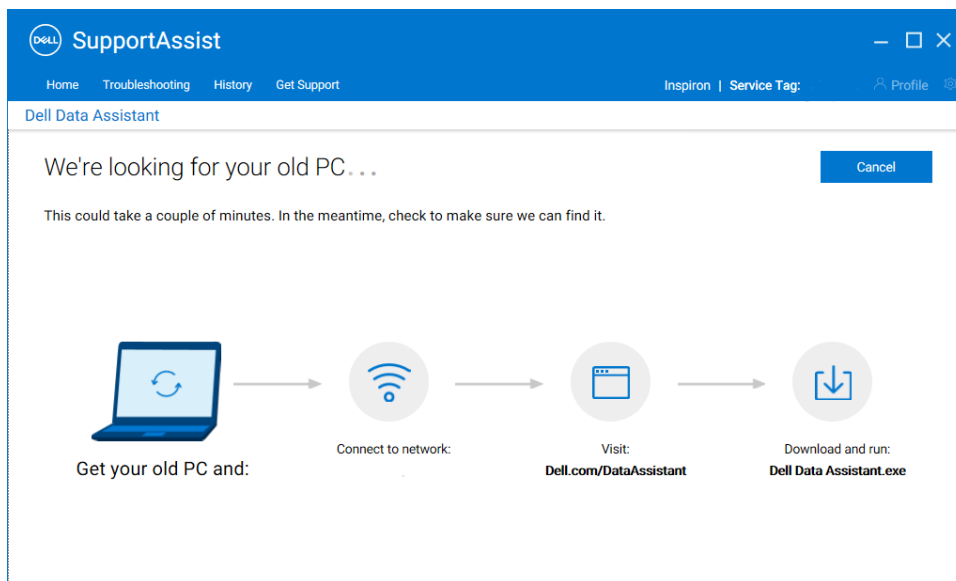 DELL SupportAssist
Home Troubleshooting History Get Support Inspiron | Service Tag: Profile
Dell Data Assistant
We're looking for your old PC...
Cancel
This could take a couple of minutes. In the meantime, check to make sure we can find it.
Get your old PC and:
Connect to network:
Visit:
Dell.com/DataAssistant
Download and run:
Dell Data Assistant.exe